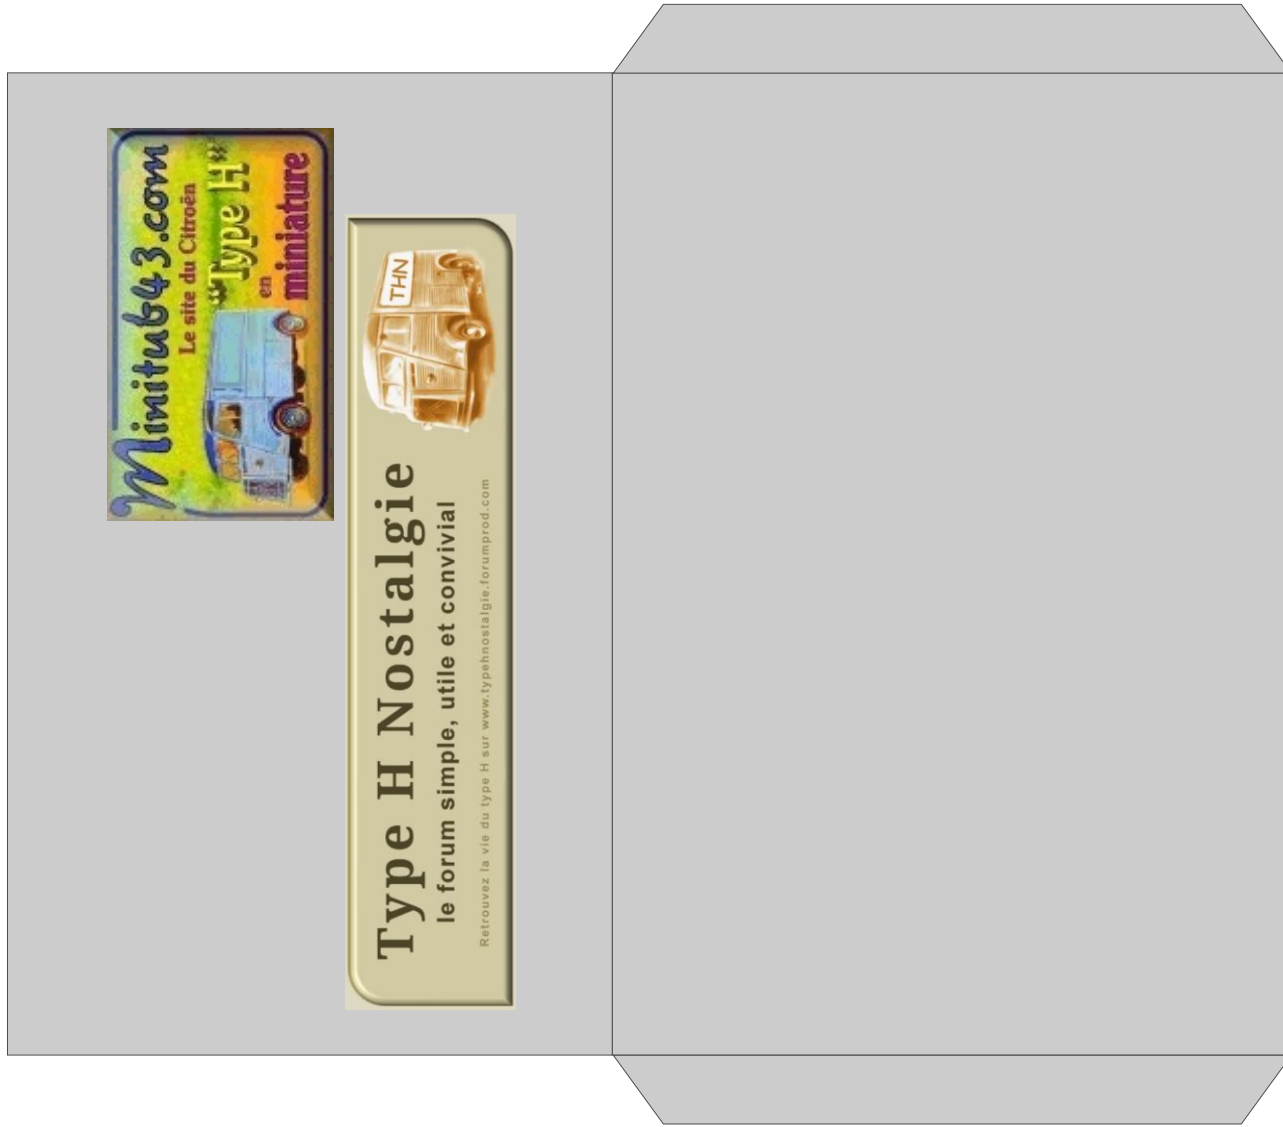 Minitub43.com
Le site du Citroën
"Type H"
en
miniature
THN
Type H Nostalgie
le forum simple, utile et convivial
Retrouvez la vie du type H sur www.typehnostalgie.forumprod.com